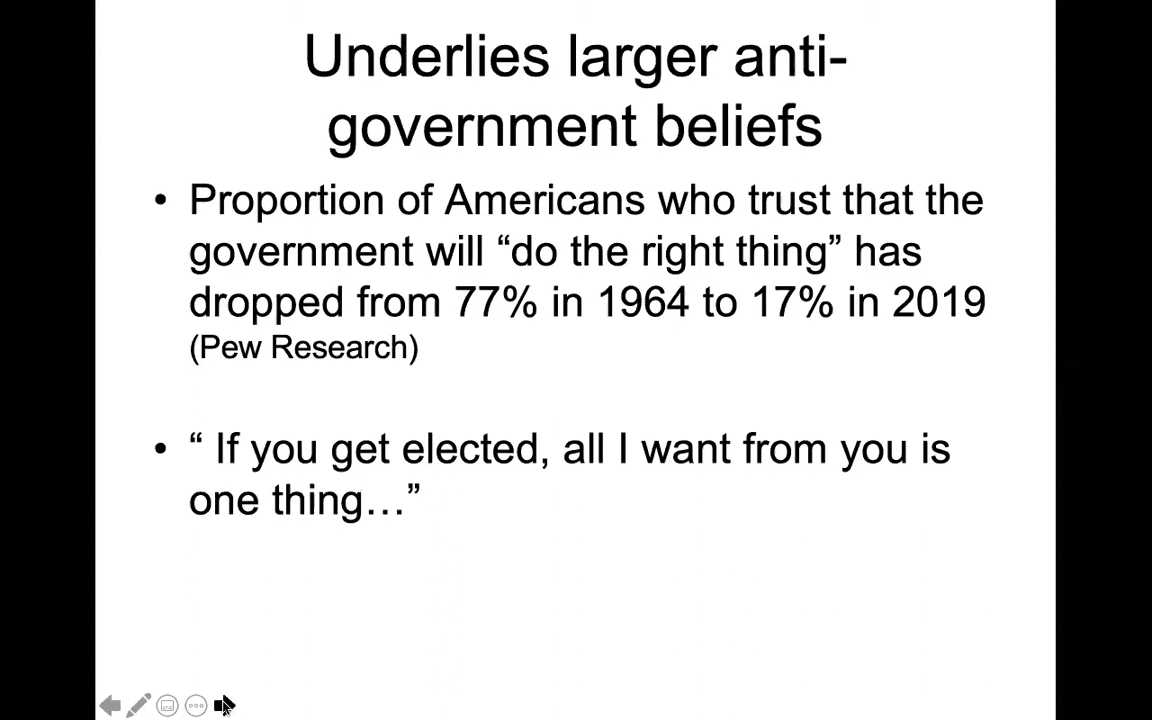 Underlies larger anti-
government beliefs
• Proportion of Americans who trust that the
government will “do the right thing” has
dropped from 77% in 1964 to 17% in 2019
(Pew Research)
• “ If you get elected, all I want from you is
one thing…”